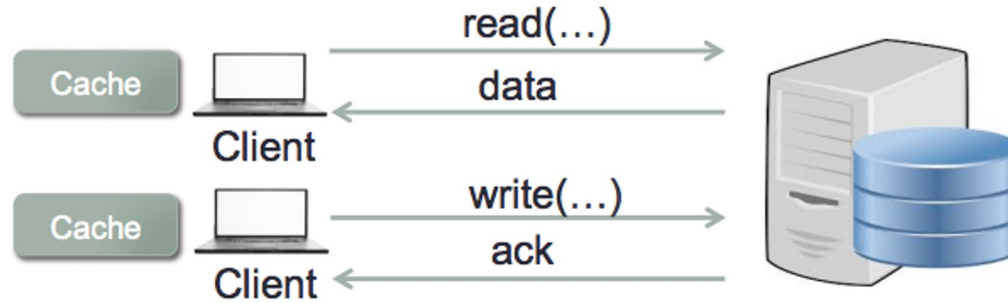 read(…)
Cache
data
Client
write(…)
Cache
ack
Client